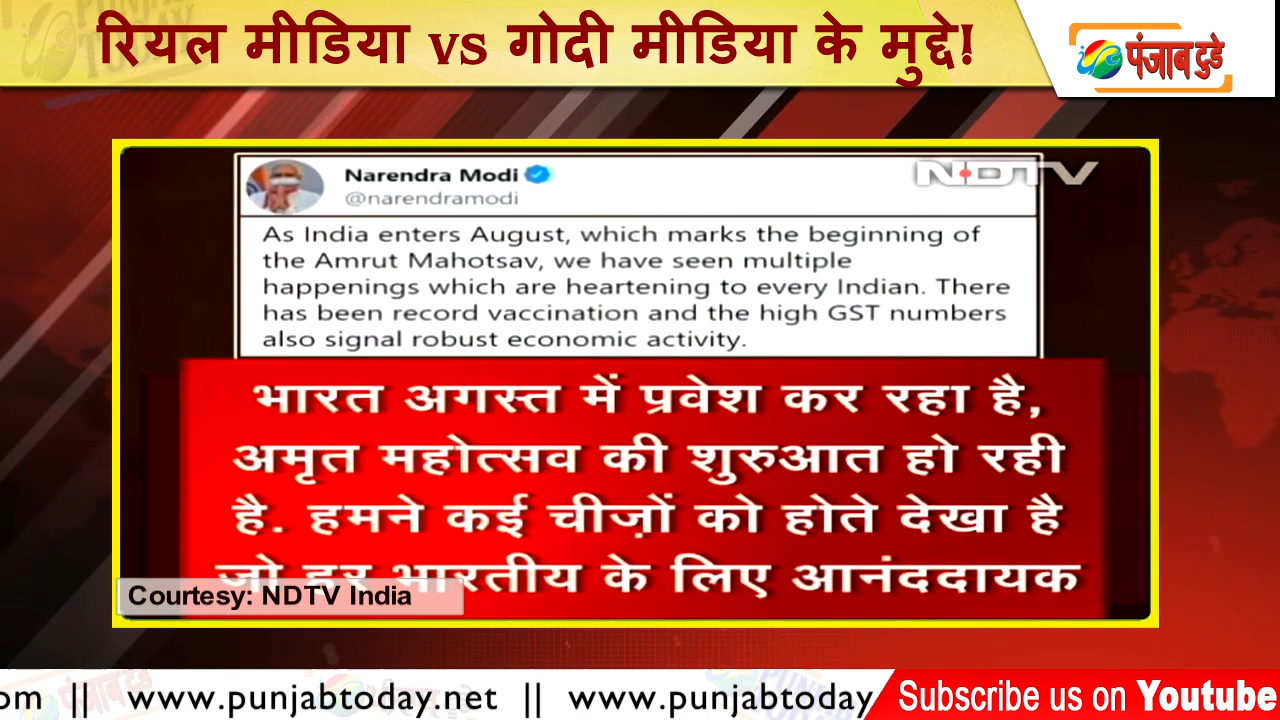 रियल मीडिया vs गोदी मीडिया के मुद्दे!
पंजाब टुडे
Narendra Modi
@narendramodi
NDTV
As India enters August, which marks the beginning of
the Amrut Mahotsav, we have seen multiple
happenings which are heartening to every Indian. There
has been record vaccination and the high GST numbers
also signal robust economic activity.
भारत अगस्त में प्रवेश कर रहा है,
अमृत महोत्सव की शुरुआत हो रही
है. हमने कई चीज़ों को होते देखा है
जो हर भारतीय के लिए आनंददायक
Courtesy: NDTV India
om || www.punjabtoday.net || www.punjabtoday
Subscribe us on Youtube